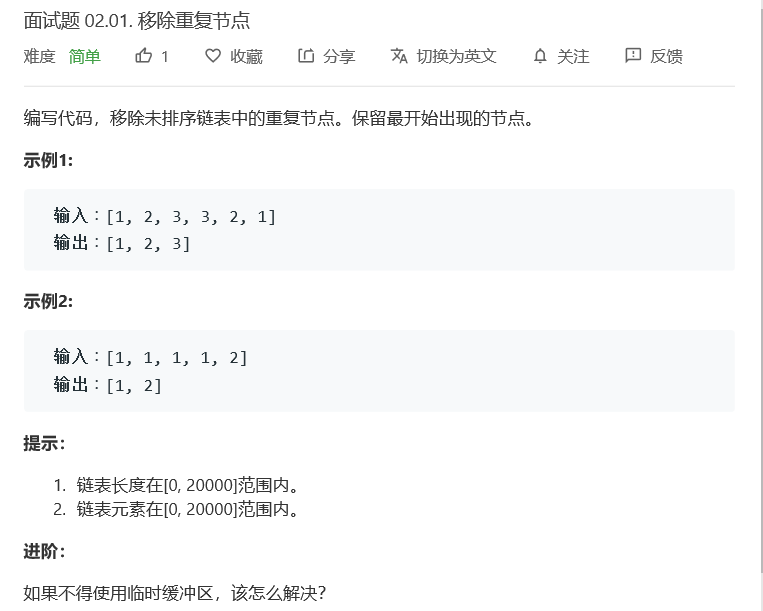 面试题 02.01. 移除重复节点
难度 简单 1 收藏 分享 切换为英文 关注 反馈
编写代码，移除未排序链表中的重复节点。保留最开始出现的节点。
示例1:
输入：[1, 2, 3, 3, 2, 1]
输出：[1, 2, 3]
示例2:
输入：[1, 1, 1, 1, 2]
输出：[1, 2]
提示：
1. 链表长度在[0, 20000]范围内。
2. 链表元素在[0, 20000]范围内。
进阶：
如果不得使用临时缓冲区，该怎么解决？